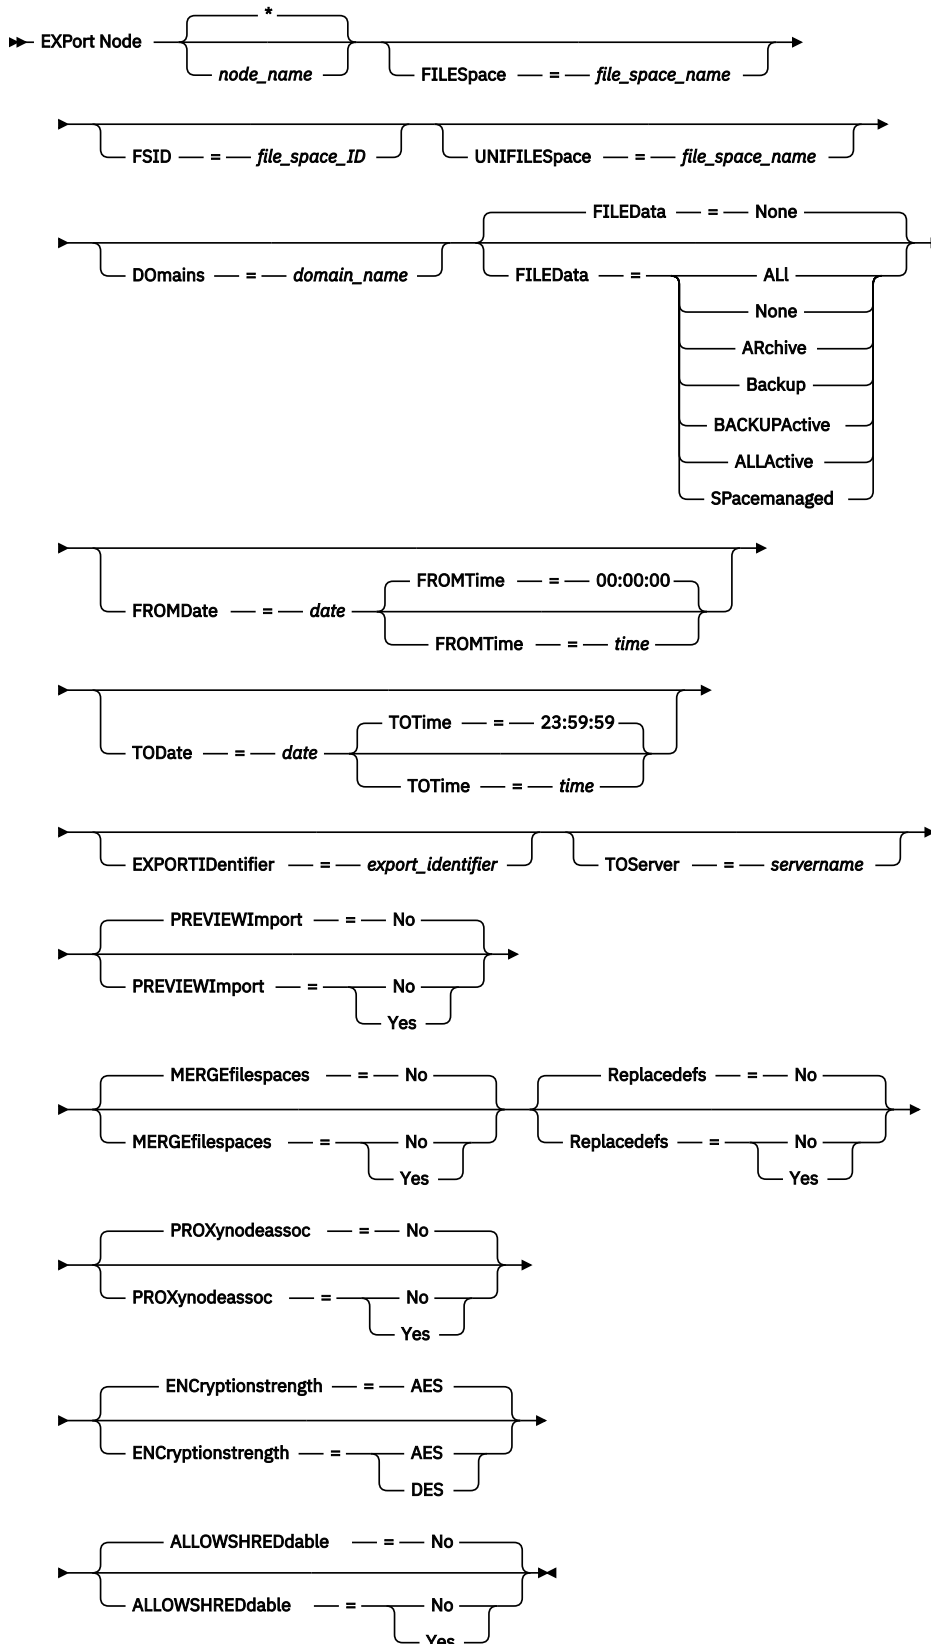 *
EXPort Node
node_name
FILESpace = file_space_name
FSID = file_space_ID
UNIFILESpace = file_space_name
FILEData = None
DOmains = domain_name
FILEData = ALl
None
ARchive
Backup
BACKUPActive
ALLActive
SPacemanaged
FROMTime = 00:00:00
FROMDate = date
FROMTime = time
TOTime = 23:59:59
TODate = date
TOTime = time
EXPORTIDentifier = export_identifier
TOServer = servername
PREVIEWImport = No
PREVIEWImport = No
Yes
MERGEfilespaces = No
Replacedefs = No
MERGEfilespaces = No
Replacedefs = No
Yes
Yes
PROXynodeassoc = No
PROXynodeassoc = No
Yes
ENCryptionstrength = AES
ENCryptionstrength = AES
DES
ALLOWSHREDdable = No
ALLOWSHREDdable = No
Yes